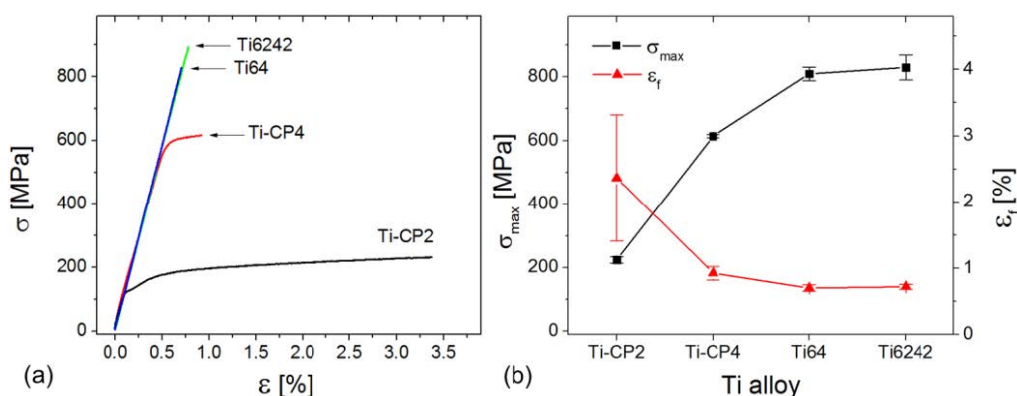 Ti6242
Ti64
Ti-CP4
Ti-CP2
800
600
400
200
0
σ [MPa]
0.0 0.5 1.0 1.5 2.0 2.5 3.0 3.5
ε [%]
(a)
σmax
εf
800
600
400
200
0
σmax [MPa]
4
3
2
1
0
εf [%]
Ti-CP2 Ti-CP4 Ti64 Ti6242
Ti alloy
(b)